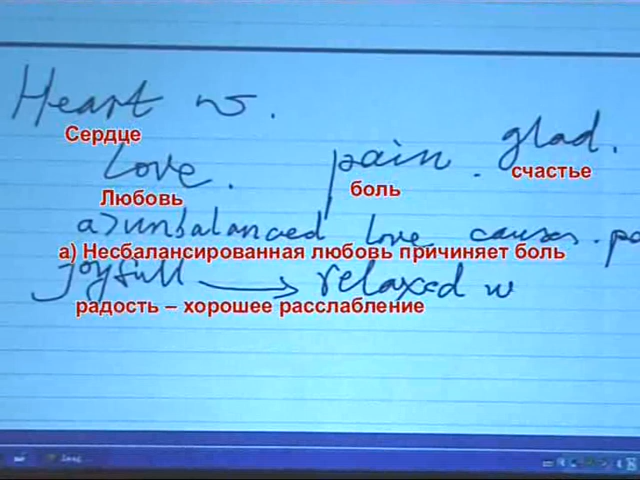 Heart w.
Сердце
glad.
Love. pain.
счастье
Любовь боль
a) unbalanced love causes. pa
а) Несбалансированная любовь причиняет боль
joyfull → relaxed w
радость – хорошее расслабление